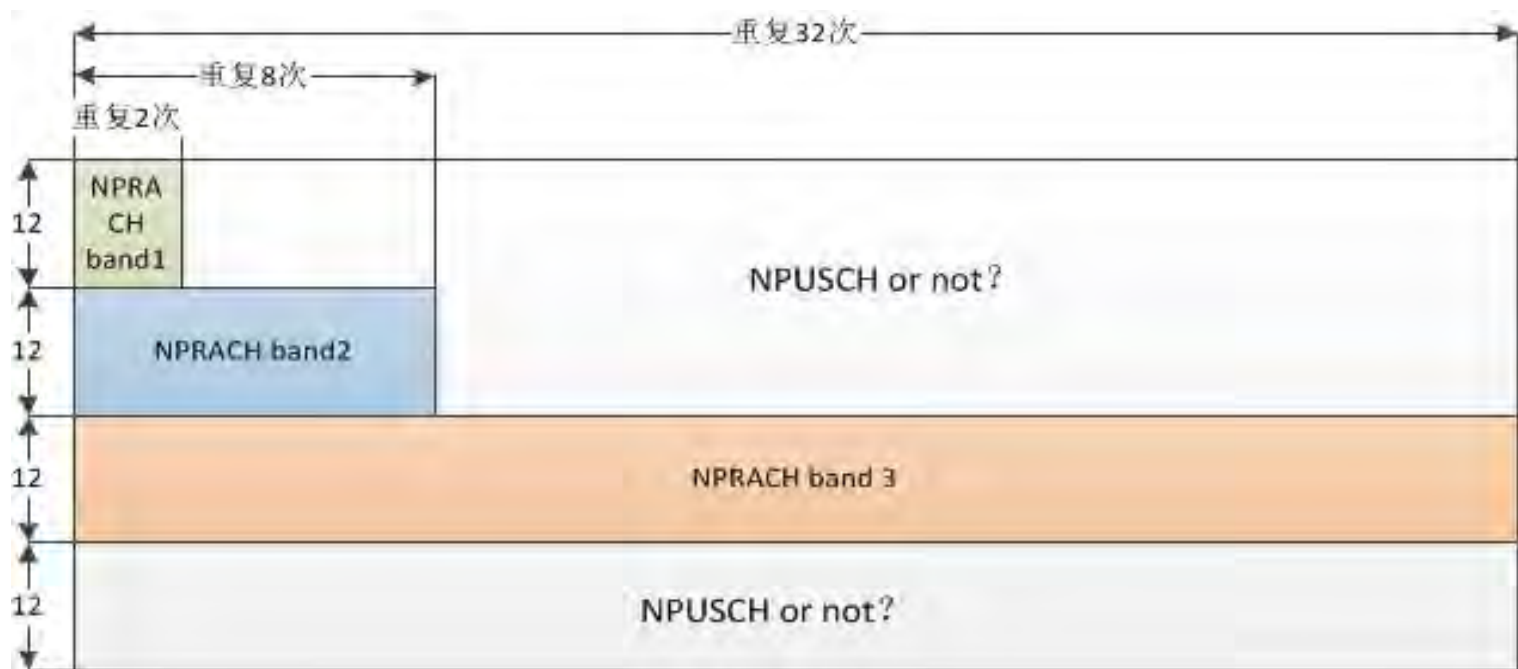 重复32次
重复8次
重复2次
12
NPRA
CH
band1
NPUSCH or not？
12
NPRACH band2
12
NPRACH band 3
12
NPUSCH or not？